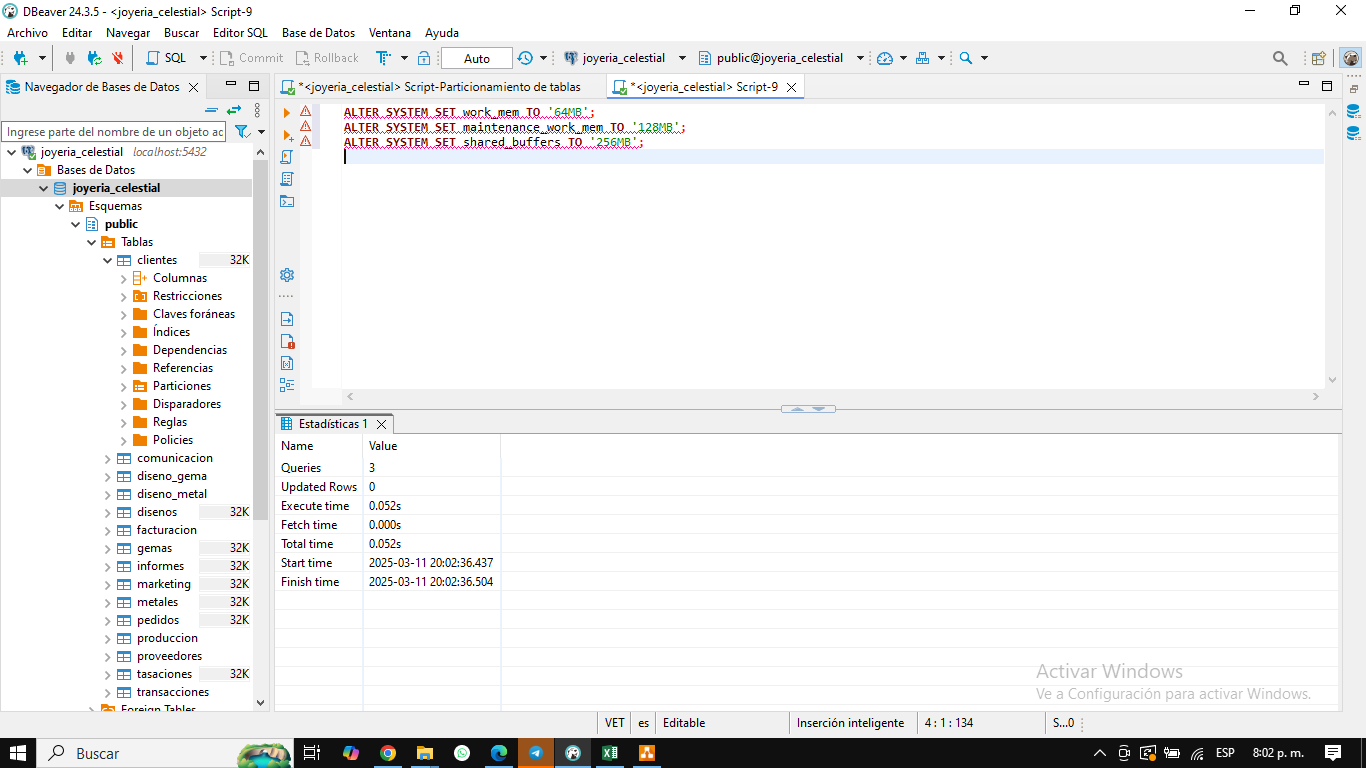 DBeaver 24.3.5 - <joyeria_celestial> Script-9
Archivo Editar Navegar Buscar Editor SQL Base de Datos Ventana Ayuda
SQL Commit Rollback Auto joyeria_celestial public@joyeria_celestial
Navegador de Bases de Datos
*<joyeria_celestial> Script-Particionamiento de tablas
*<joyeria_celestial> Script-9
Ingrese parte del nombre de un objeto ac
joyeria_celestial localhost:5432
Bases de Datos
joyeria_celestial
Esquemas
public
Tablas
clientes 32K
Columnas
Restricciones
Claves foráneas
Índices
Dependencias
Referencias
Particiones
Disparadores
Reglas
Policies
comunicacion
diseno_gema
diseno_metal
disenos 32K
facturacion
gemas 32K
informes 32K
marketing 32K
metales 32K
pedidos 32K
produccion
proveedores
tasaciones 32K
transacciones
Foreign Tables
ALTER SYSTEM SET work_mem TO '64MB';
ALTER SYSTEM SET maintenance_work_mem TO '128MB';
ALTER SYSTEM SET shared_buffers TO '256MB';
Estadísticas 1
Name Value
Queries 3
Updated Rows 0
Execute time 0.052s
Fetch time 0.000s
Total time 0.052s
Start time 2025-03-11 20:02:36.437
Finish time 2025-03-11 20:02:36.504
Activar Windows
Ve a Configuración para activar Windows.
VET es Editable Inserción inteligente 4 : 1 : 134 S...0
Buscar
ESP 8:02 p. m.